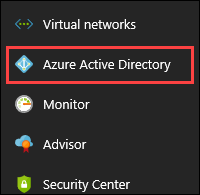 Virtual networks
Azure Active Directory
Monitor
Advisor
Security Center